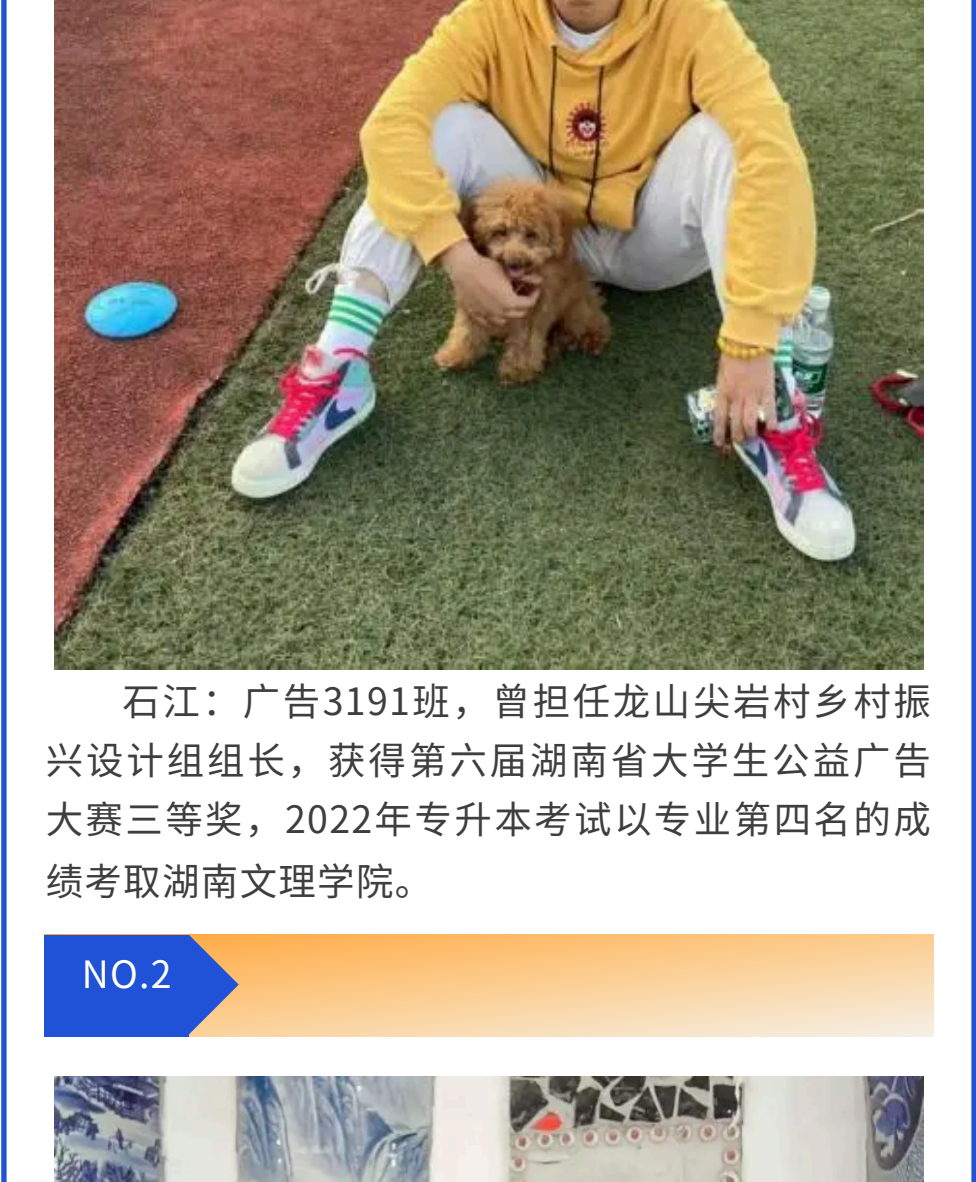 石江：广告3191班，曾担任龙山尖岩村乡村振
兴设计组组长，获得第六届湖南省大学生公益广告
大赛三等奖，2022年专升本考试以专业第四名的成
绩考取湖南文理学院。
NO.2